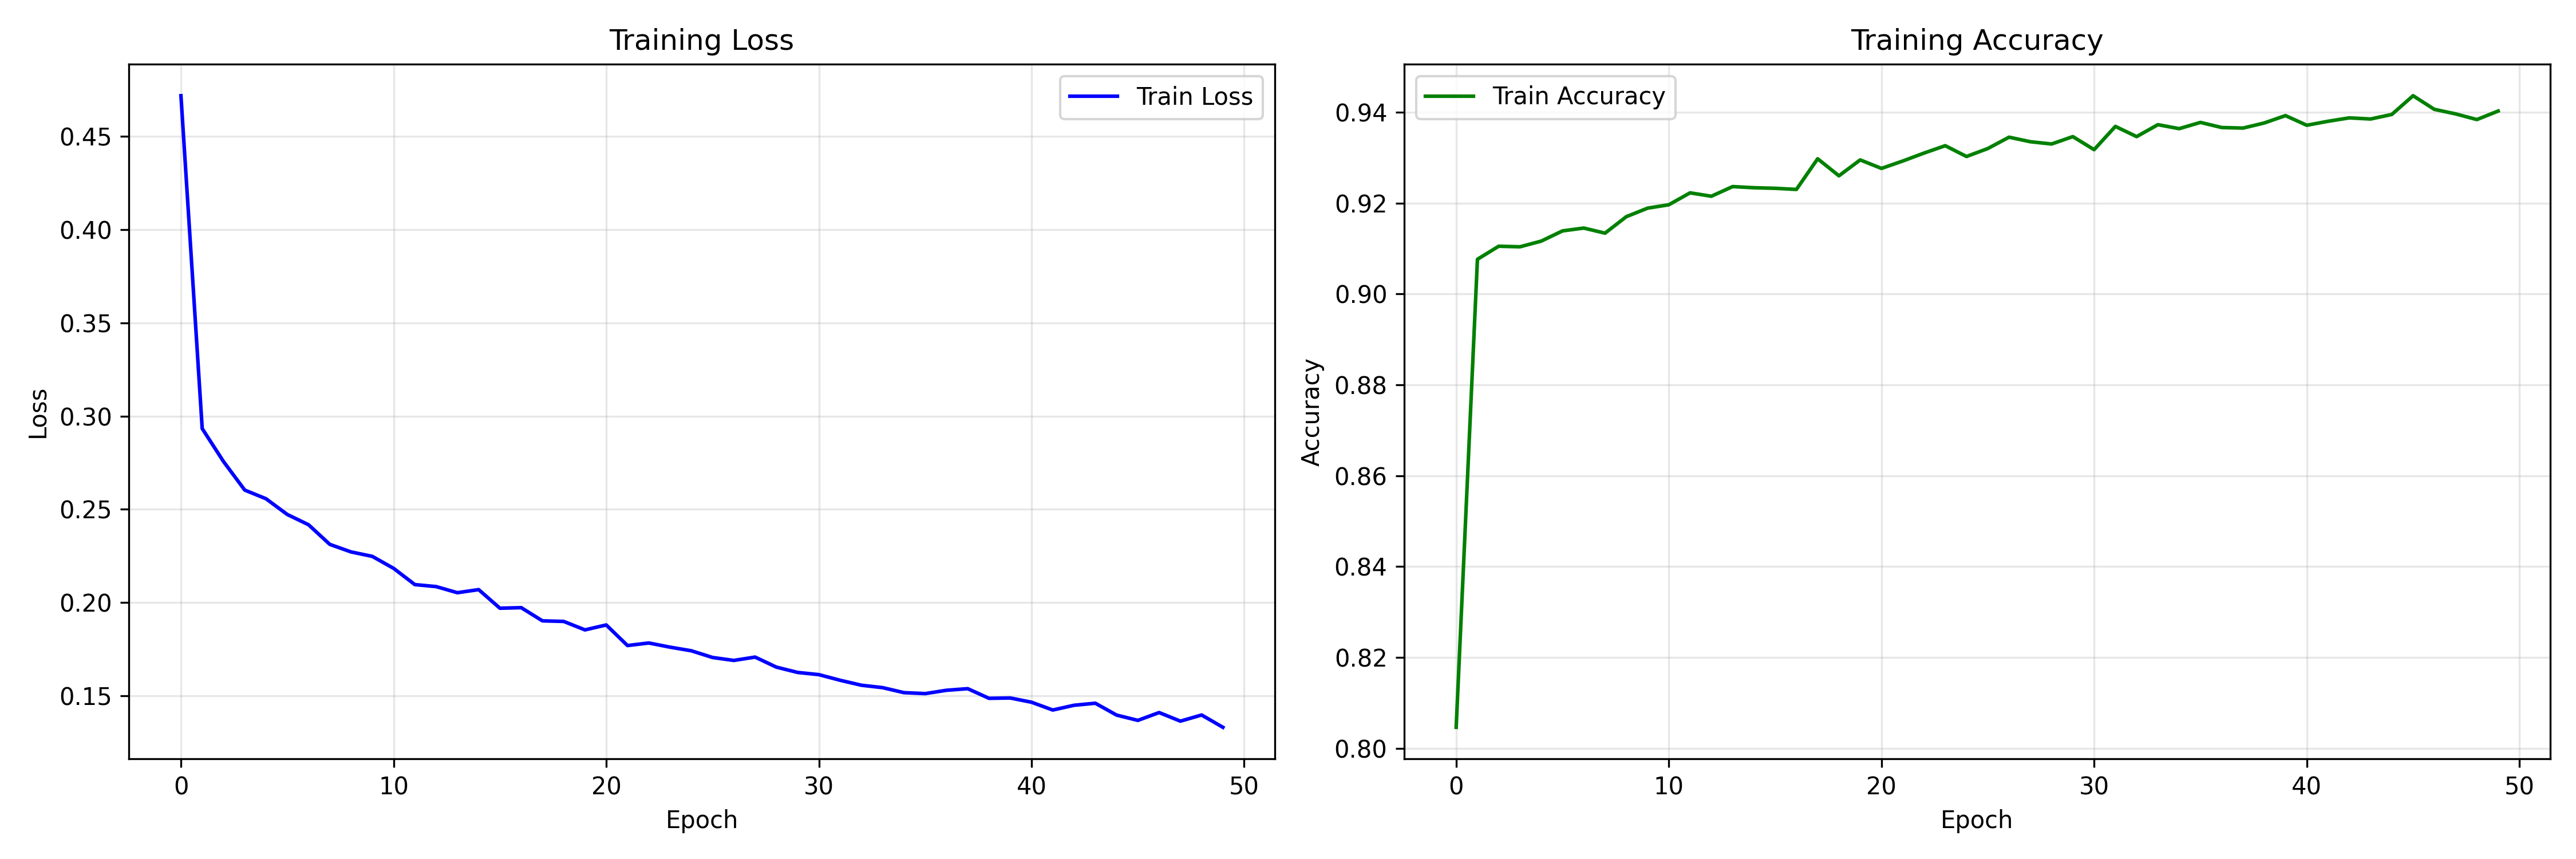 Training Loss
Train Loss
0.45
0.40
0.35
0.30
0.25
0.20
0.15
Loss
0 10 20 30 40 50
Epoch
Training Accuracy
Train Accuracy
0.94
0.92
0.90
0.88
0.86
0.84
0.82
0.80
Accuracy
0 10 20 30 40 50
Epoch